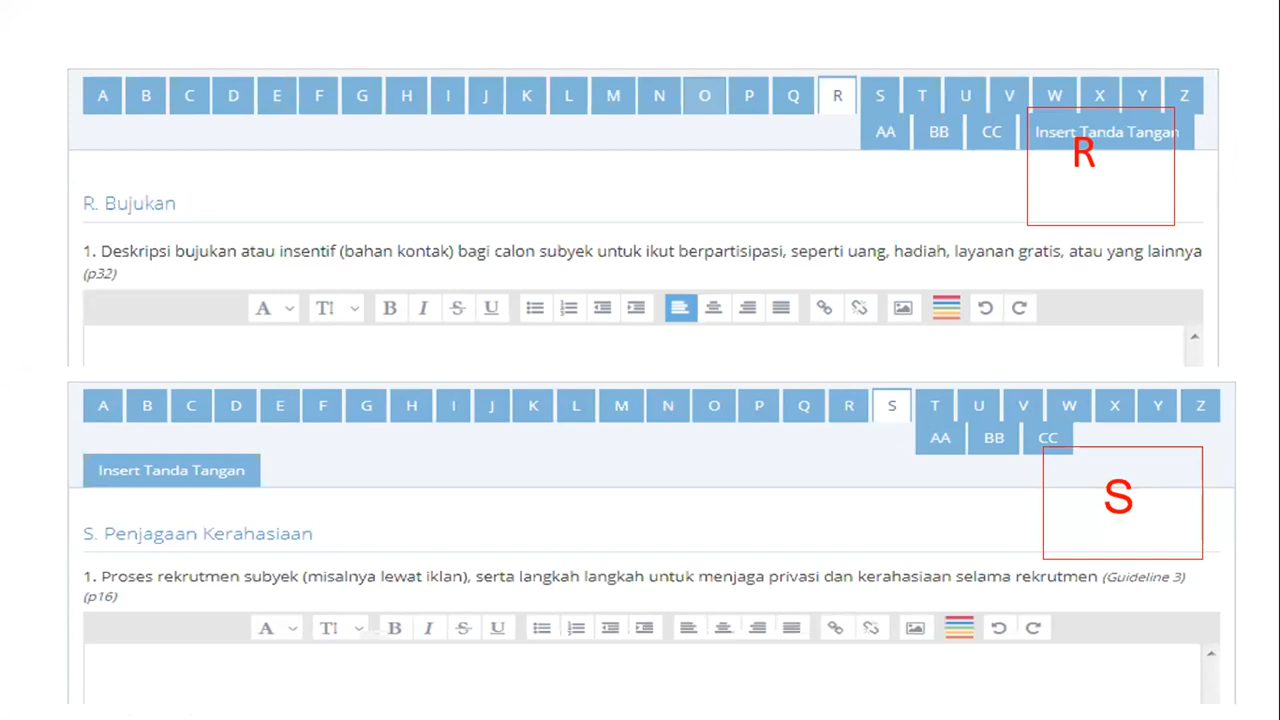 A B C D E F G H I J K L M N O P Q R S T U V W X Y Z
AA BB CC Insert Tanda Tangan
R
R. Bujukan
1. Deskripsi bujukan atau insentif (bahan kontak) bagi calon subyek untuk ikut berpartisipasi, seperti uang, hadiah, layanan gratis, atau yang lainnya
(p32)
A TI B I S U
A B C D E F G H I J K L M N O P Q R S T U V W X Y Z
AA BB CC
Insert Tanda Tangan
S
S. Penjagaan Kerahasiaan
1. Proses rekrutmen subyek (misalnya lewat iklan), serta langkah langkah untuk menjaga privasi dan kerahasiaan selama rekrutmen (Guideline 3)
(p16)
A TI B I S U